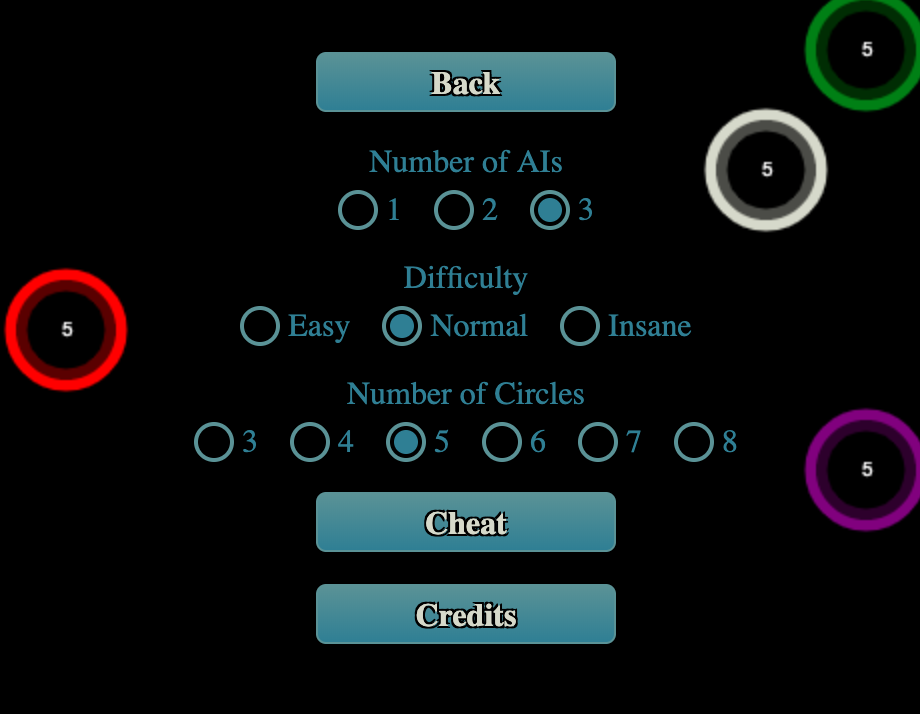 5
Back
Number of AIs
5
1 2 3
Difficulty
5
Easy Normal Insane
Number of Circles
3 4 5 6 7 8
5
Cheat
Credits